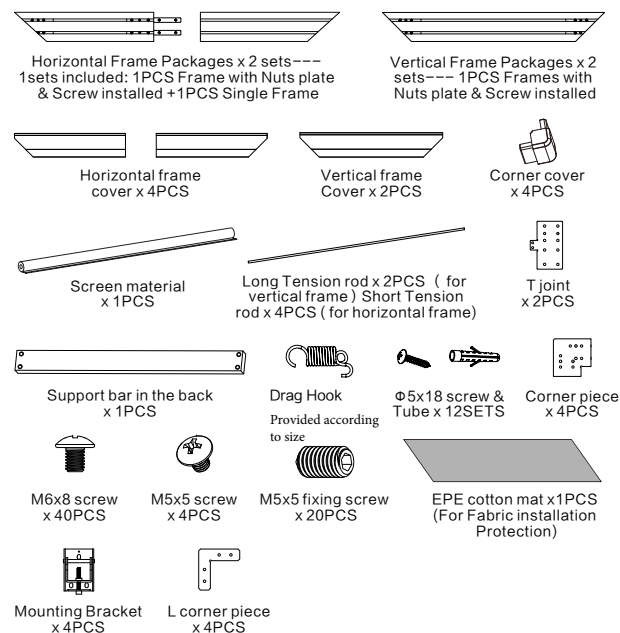 Horizontal Frame Packages x 2 sets---
1sets included: 1PCS Frame with Nuts plate
& Screw installed +1PCS Single Frame
Vertical Frame Packages x 2
sets--- 1PCS Frames with
Nuts plate & Screw installed
Horizontal frame
cover x 4PCS
Vertical frame
Cover x 2PCS
Corner cover
x 4PCS
Screen material
x 1PCS
Long Tension rod x 2PCS ( for
vertical frame ) Short Tension
rod x 4PCS ( for horizontal frame)
T joint
x 2PCS
Support bar in the back
x 1PCS
Drag Hook
Provided according
to size
Φ5x18 screw &
Tube x 12SETS
Corner piece
x 4PCS
M6x8 screw
x 40PCS
M5x5 screw
x 4PCS
M5x5 fixing screw
x 20PCS
EPE cotton mat x1PCS
(For Fabric installation
Protection)
Mounting Bracket
x 4PCS
L corner piece
x 4PCS